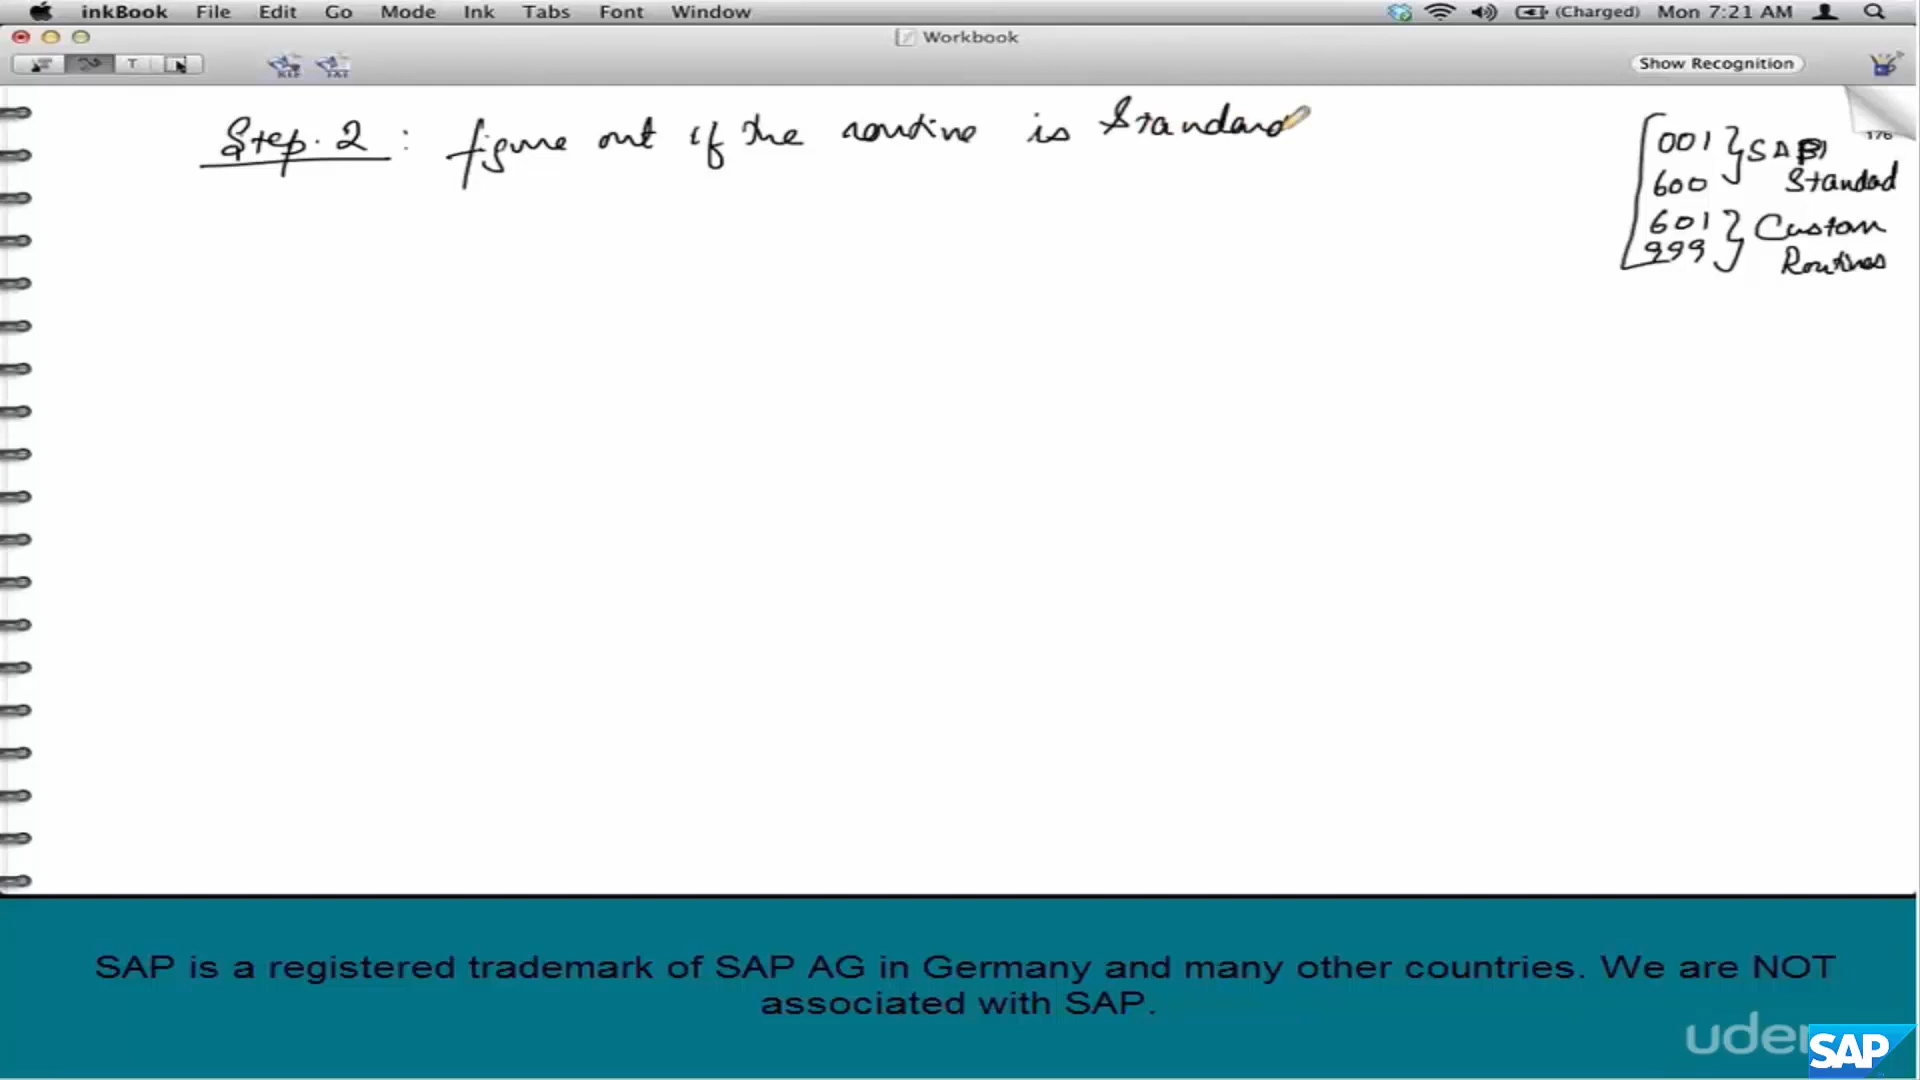 inkBook File Edit Go Mode Ink Tabs Font Window (Charged) Mon 7:21 AM
Workbook
T Show Recognition
Step. 2 : figure out if the routine is Standard
176
001 } SAP
600 Standad
601 } Custom
999 Routines
SAP is a registered trademark of SAP AG in Germany and many other countries. We are NOT
associated with SAP.
SAP